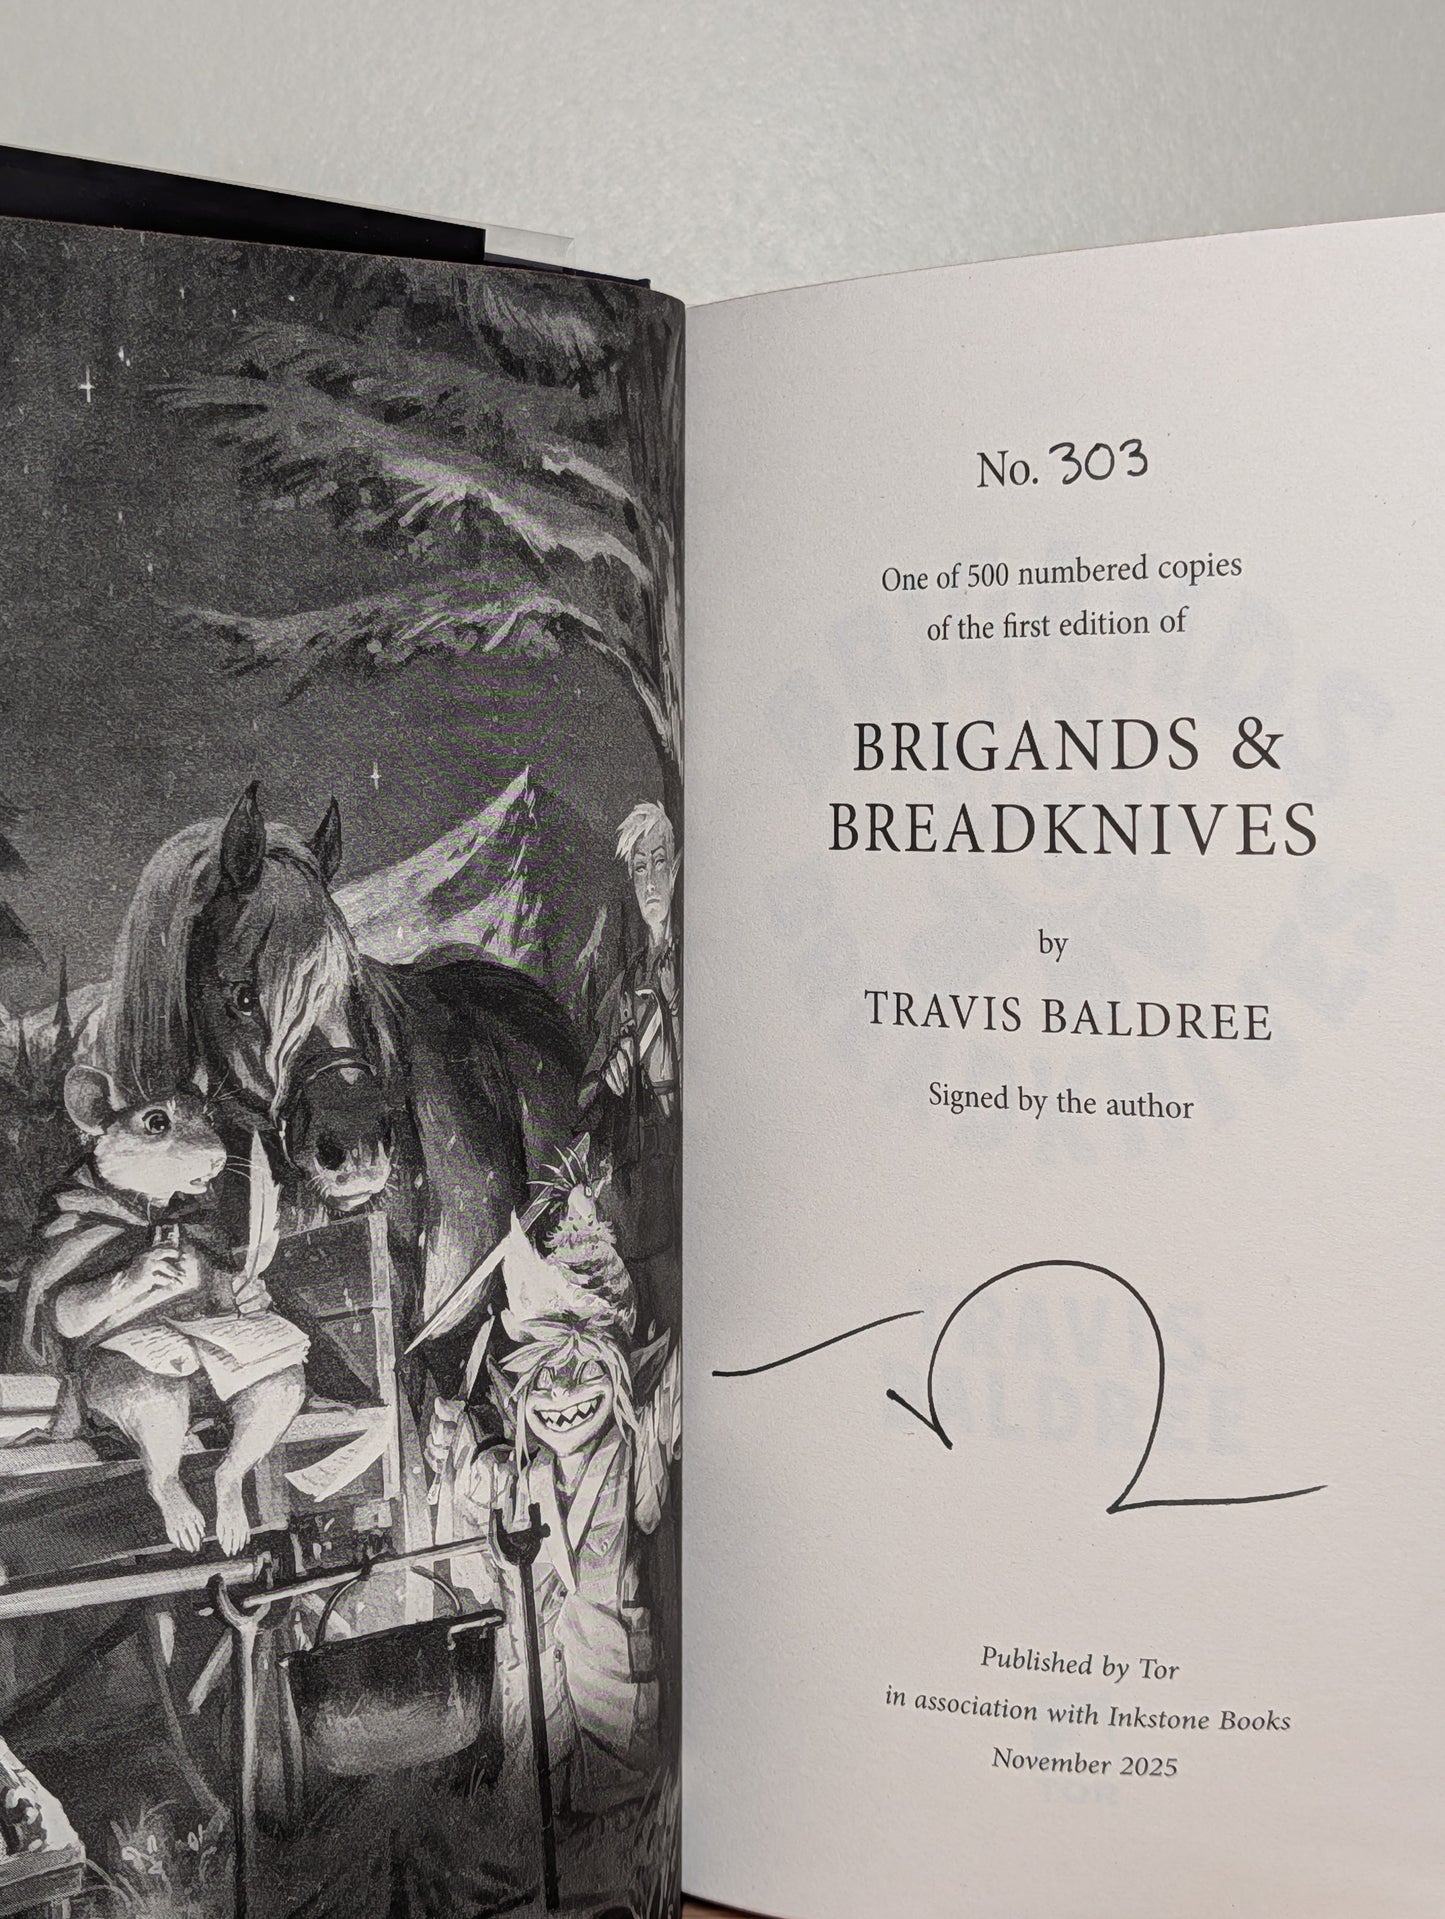 No. 303
One of 500 numbered copies
of the first edition of
BRIGANDS &
BREADKNIVES
by
TRAVIS BALDREE
Signed by the author
Published by Tor
in association with Inkstone Books
November 2025